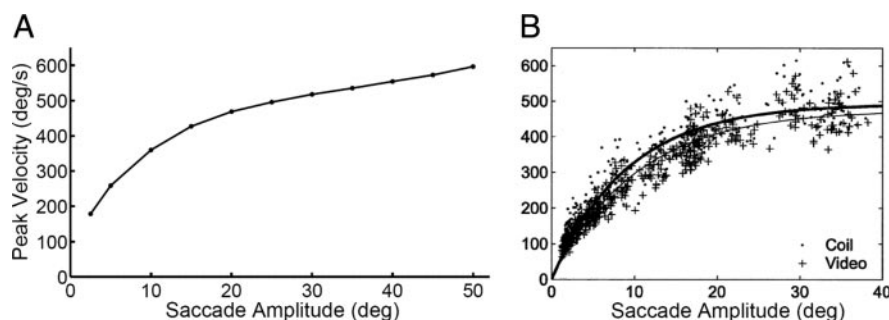 A
Peak Velocity (deg/s)
600
500
400
300
200
100
0
0 10 20 30 40 50
Saccade Amplitude (deg)
B
600
500
400
300
200
100
0
Coil
Video
0 10 20 30 40
Saccade Amplitude (deg)